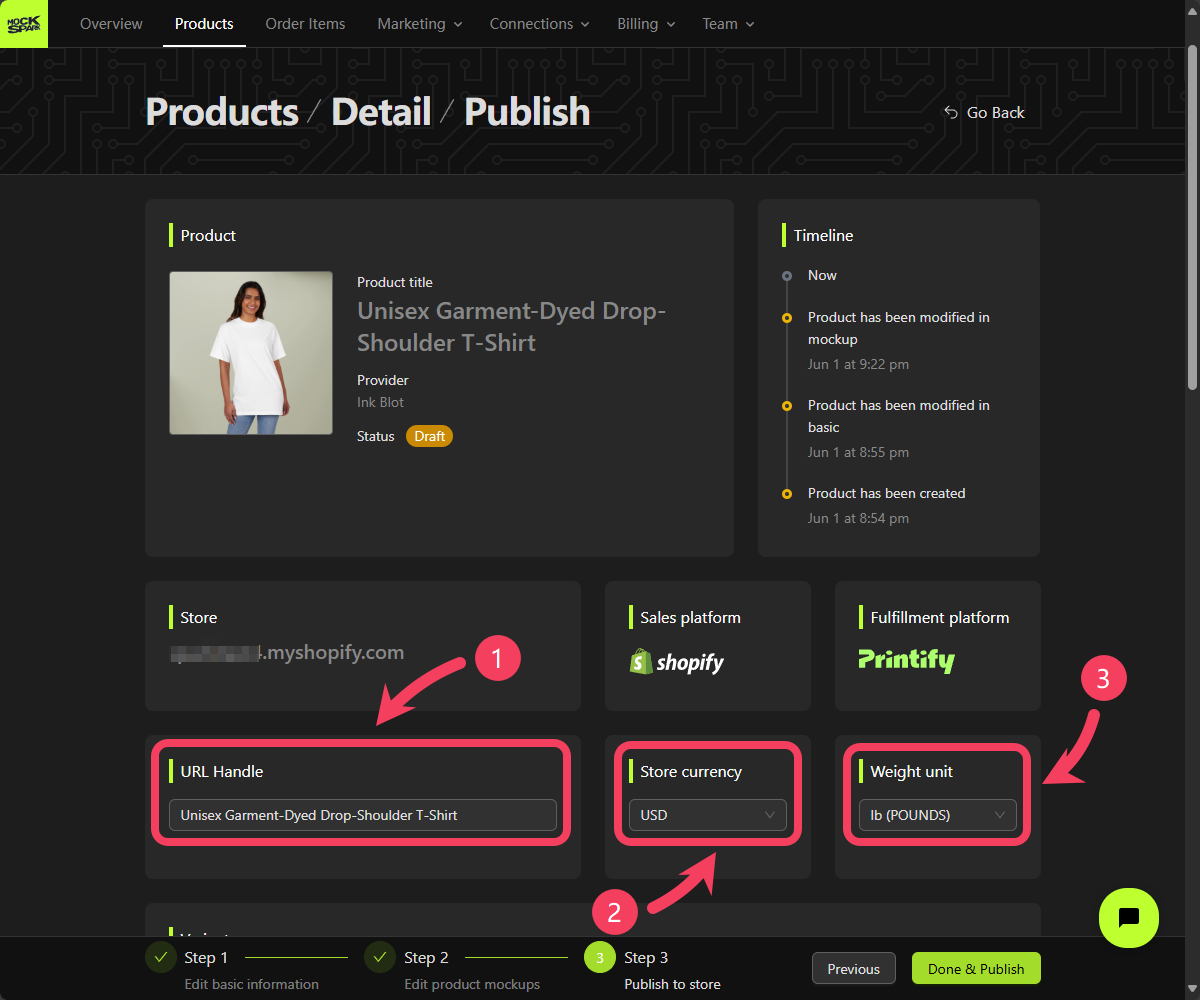 MOCK
SPARK
Overview
Products
Order Items
Marketing
Connections
Billing
Team
Products / Detail / Publish
Go Back
Product
Product title
Unisex Garment-Dyed Drop-
Shoulder T-Shirt
Provider
Ink Blot
Status
Draft
Timeline
Now
Product has been modified in
mockup
Jun 1 at 9:22 pm
Product has been modified in
basic
Jun 1 at 8:55 pm
Product has been created
Jun 1 at 8:54 pm
Store
.myshopify.com
1
Sales platform
shopify
Fulfillment platform
Printify
3
URL Handle
Unisex Garment-Dyed Drop-Shoulder T-Shirt
Store currency
USD
Weight unit
lb (POUNDS)
2
Step 1
Edit basic information
Step 2
Edit product mockups
3
Step 3
Publish to store
Previous
Done & Publish